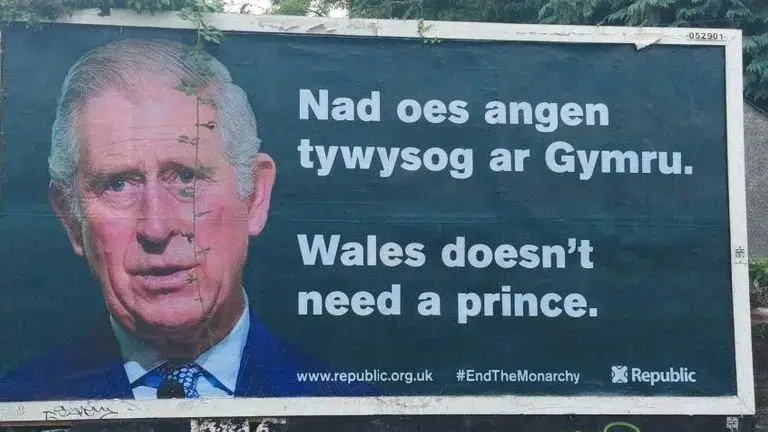 052901
Nad oes angen
tywysog ar Gymru.
Wales doesn't
need a prince.
www.republic.org.uk #EndTheMonarchy Republic